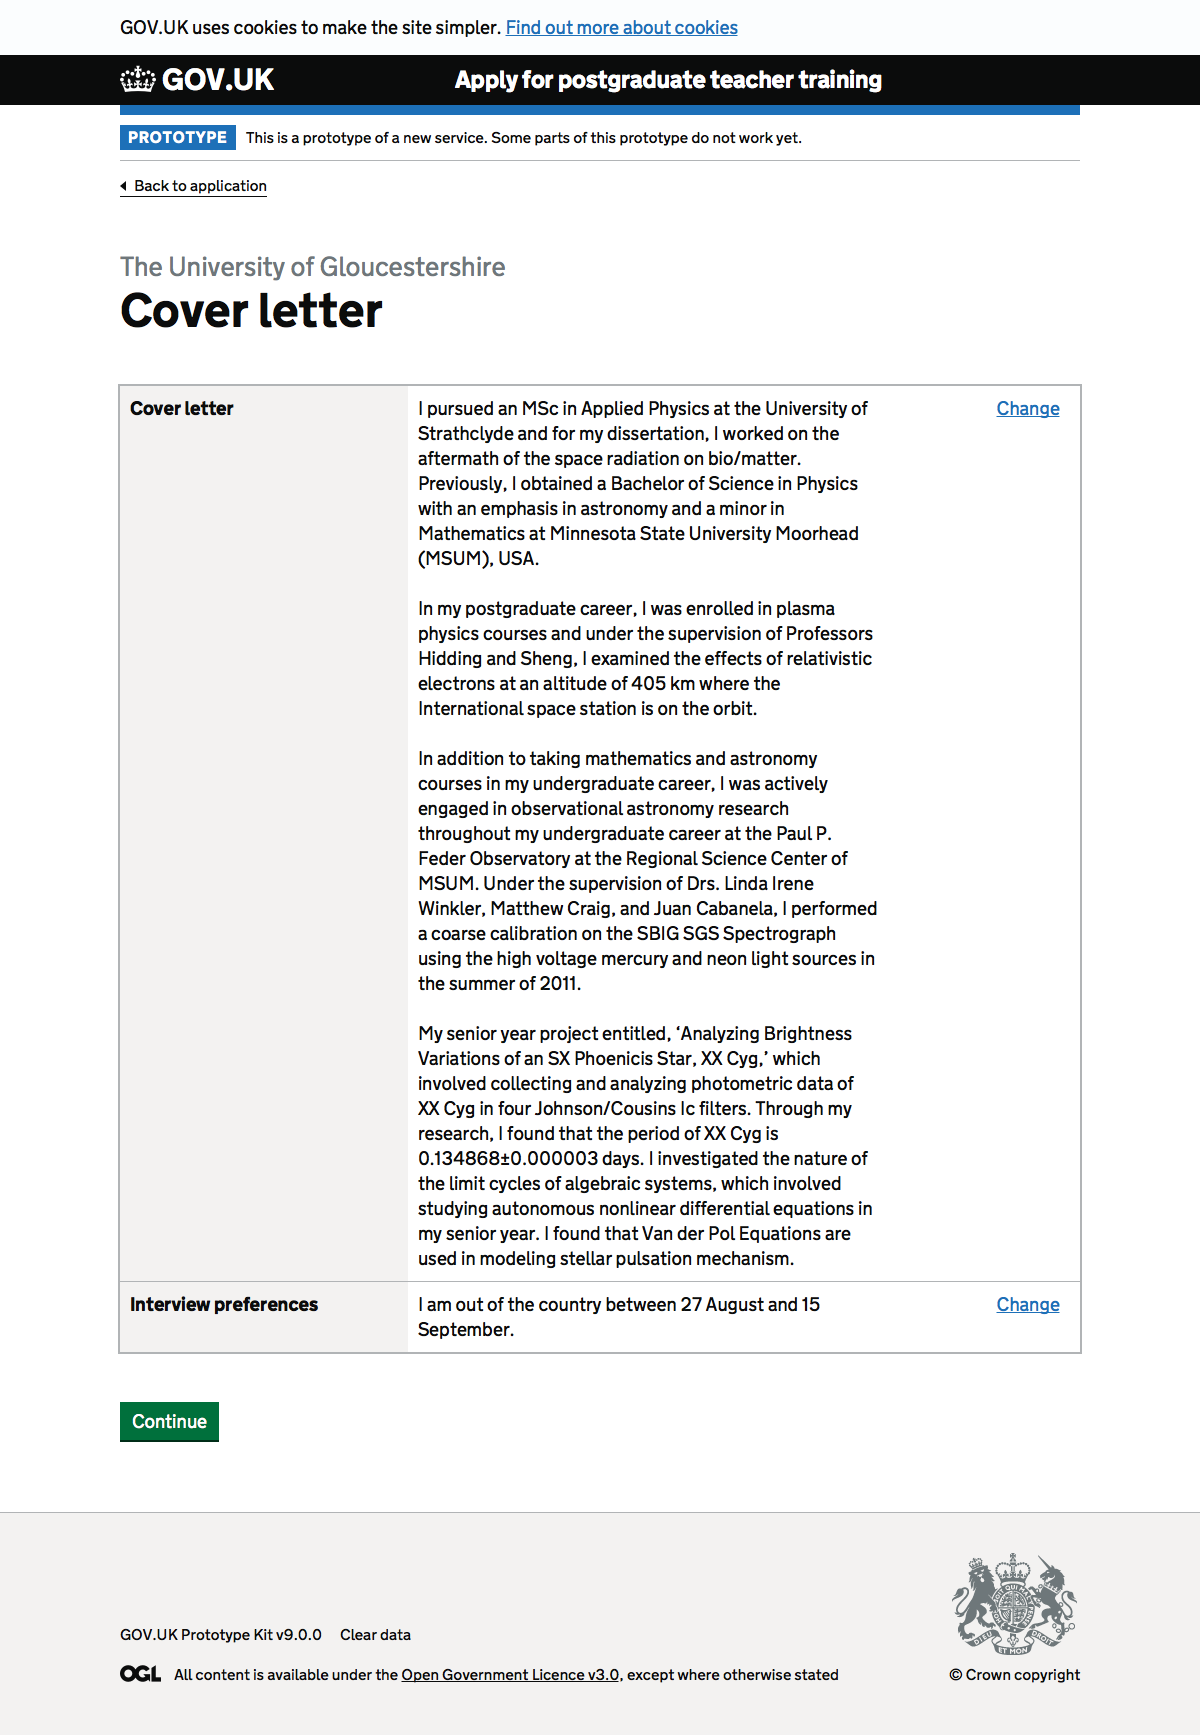 GOV.UK uses cookies to make the site simpler. Find out more about cookies
GOV.UK
Apply for postgraduate teacher training
PROTOTYPE This is a prototype of a new service. Some parts of this prototype do not work yet.
Back to application
The University of Gloucestershire
Cover letter
Cover letter
I pursued an MSc in Applied Physics at the University of
Strathclyde and for my dissertation, I worked on the
aftermath of the space radiation on bio/matter.
Previously, I obtained a Bachelor of Science in Physics
with an emphasis in astronomy and a minor in
Mathematics at Minnesota State University Moorhead
(MSUM), USA.
In my postgraduate career, I was enrolled in plasma
physics courses and under the supervision of Professors
Hidding and Sheng, I examined the effects of relativistic
electrons at an altitude of 405 km where the
International space station is on the orbit.
In addition to taking mathematics and astronomy
courses in my undergraduate career, I was actively
engaged in observational astronomy research
throughout my undergraduate career at the Paul P.
Feder Observatory at the Regional Science Center of
MSUM. Under the supervision of Drs. Linda Irene
Winkler, Matthew Craig, and Juan Cabanela, I performed
a coarse calibration on the SBIG SGS Spectrograph
using the high voltage mercury and neon light sources in
the summer of 2011.
My senior year project entitled, ‘Analyzing Brightness
Variations of an SX Phoenicis Star, XX Cyg,’ which
involved collecting and analyzing photometric data of
XX Cyg in four Johnson/Cousins Ic filters. Through my
research, I found that the period of XX Cyg is
0.134868±0.000003 days. I investigated the nature of
the limit cycles of algebraic systems, which involved
studying autonomous nonlinear differential equations in
my senior year. I found that Van der Pol Equations are
used in modeling stellar pulsation mechanism.
Change
Interview preferences
I am out of the country between 27 August and 15
September.
Change
Continue
GOV.UK Prototype Kit v9.0.0 Clear data
OGL All content is available under the Open Government Licence v3.0, except where otherwise stated
DIEU ET MON DROIT
© Crown copyright